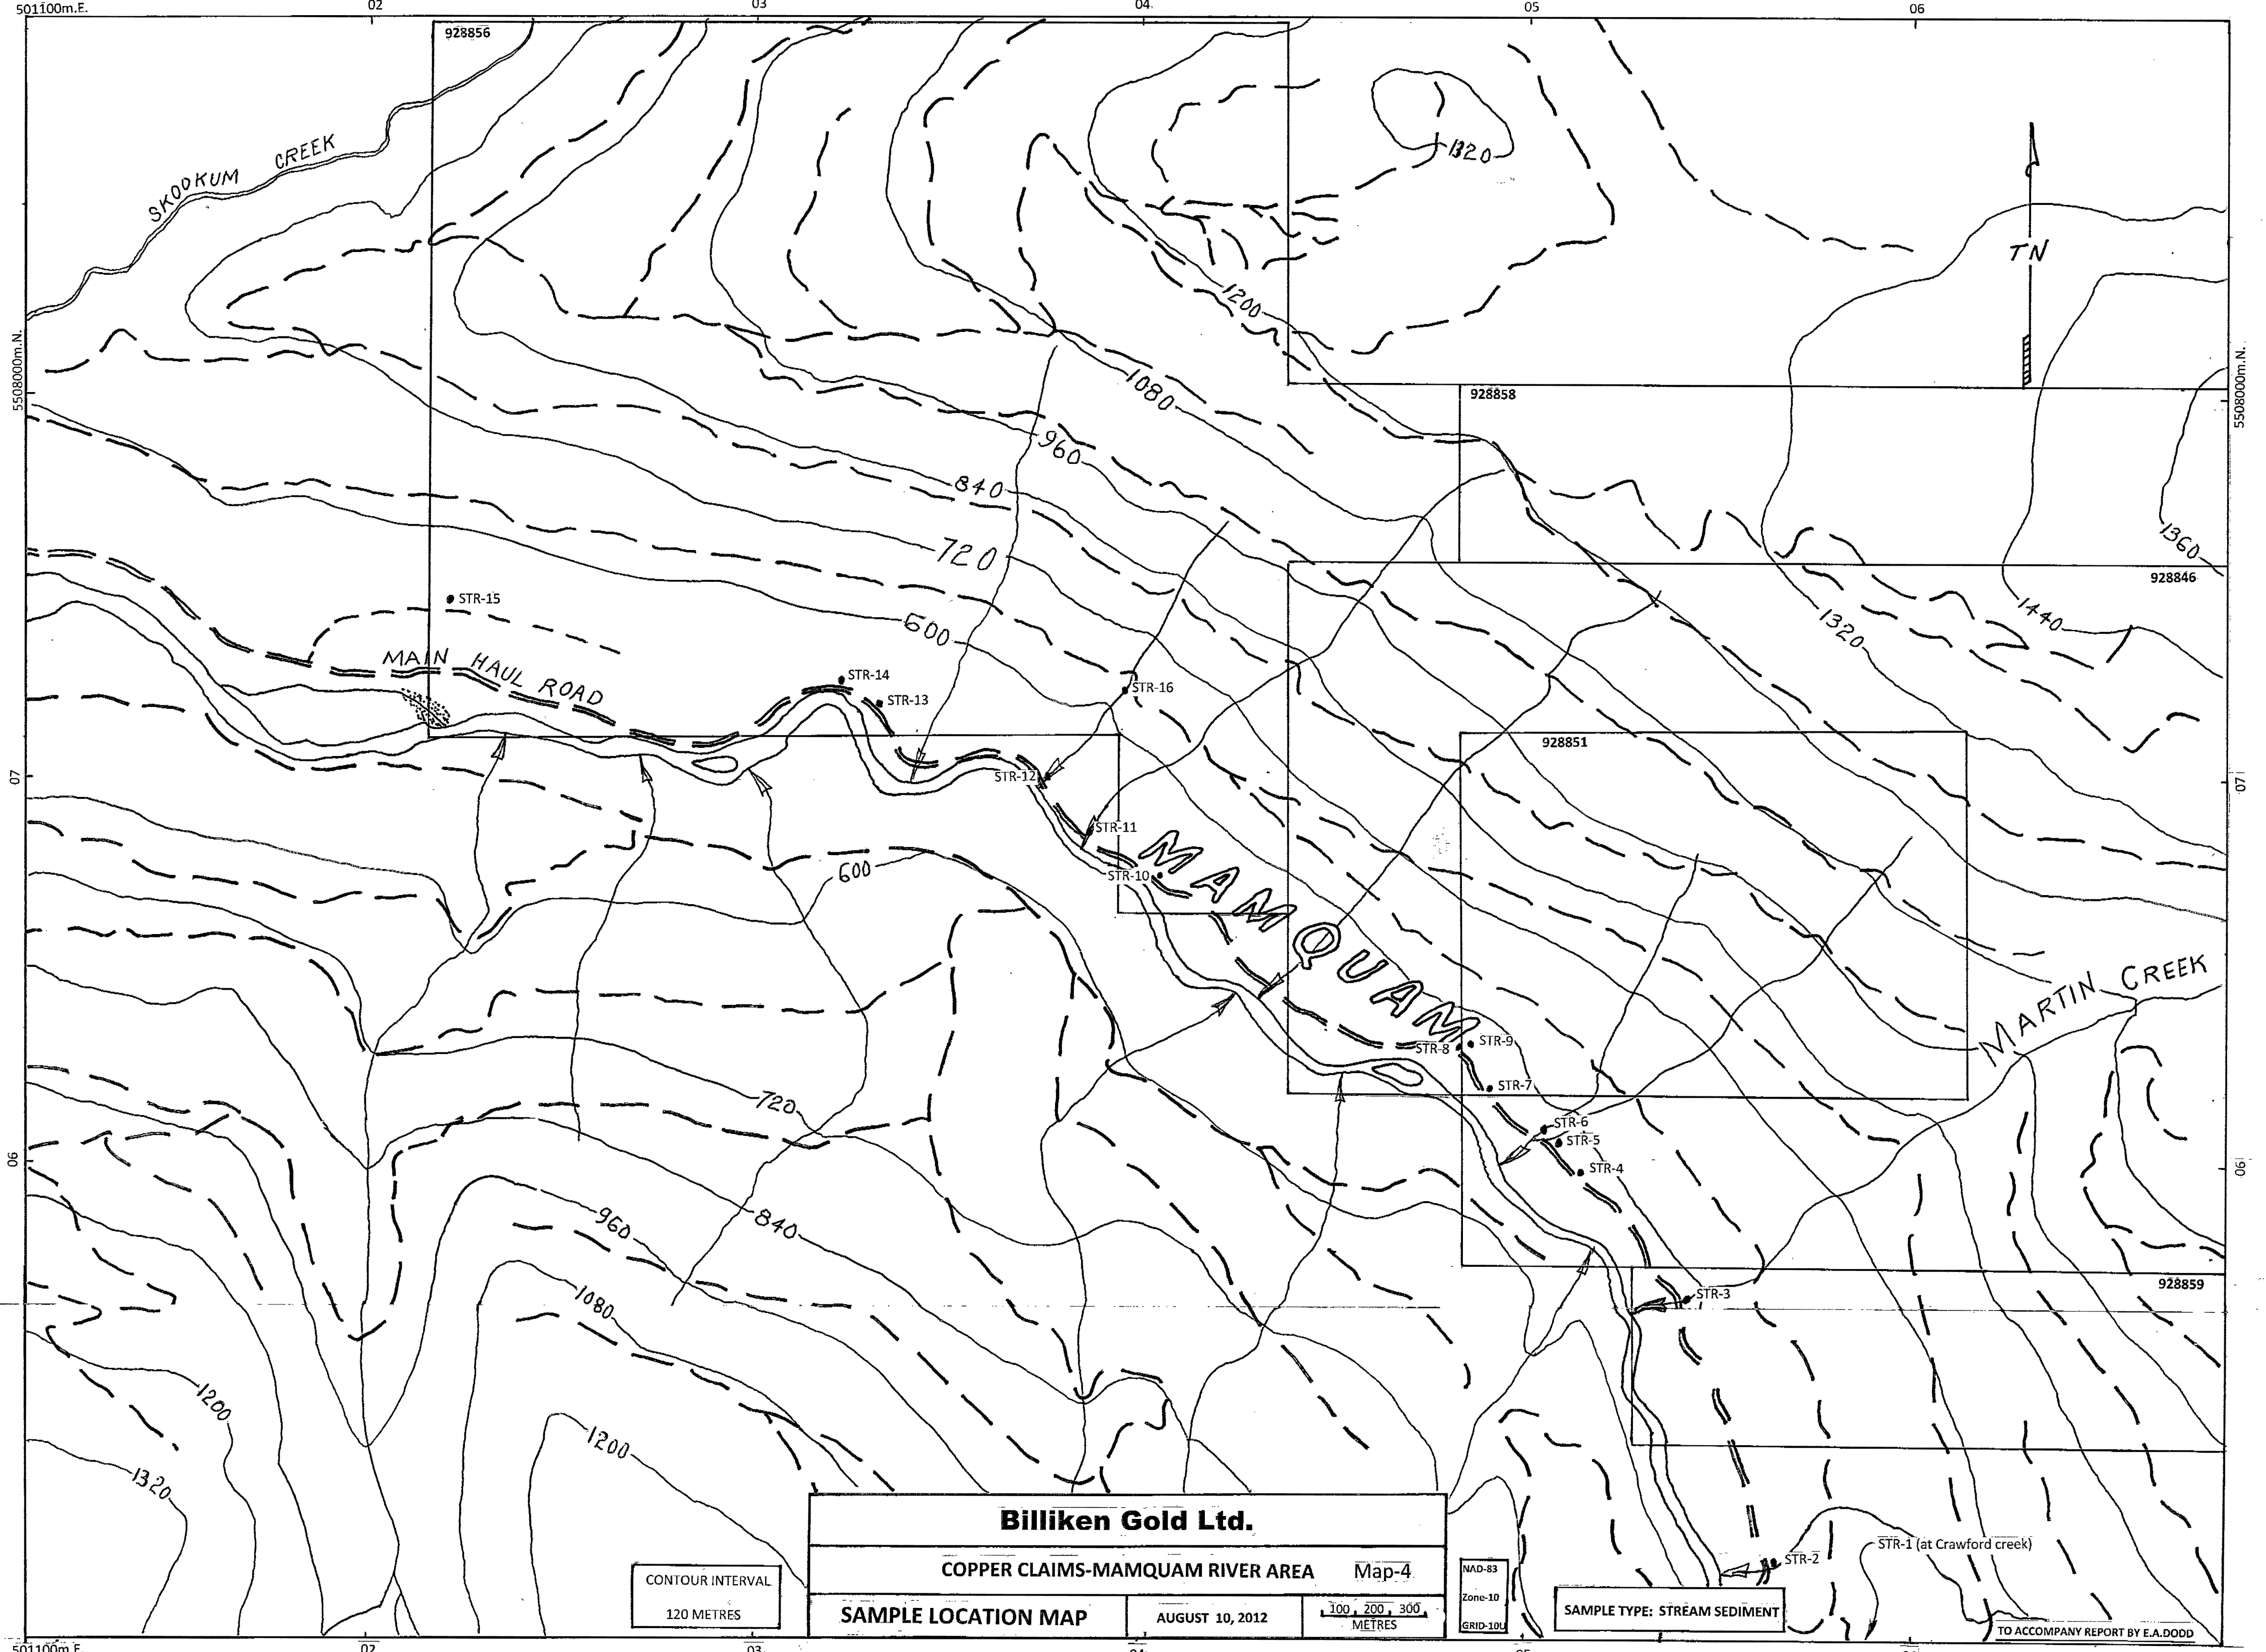 501100m.E. 02 03 04 05 06
928856
SKOOKUM CREEK
1320
TN
1200
5508000m.N.
5508000m.N.
1080
928858
960
840
720
1360
928846
STR-15
600
1440
1320
MAIN HAUL ROAD
STR-14
STR-16
STR-13
928851
07
STR-12
07
STR-11
MAMQUAM
600
STR-10
MARTIN CREEK
STR-9
STR-8
STR-7
720
STR-6
STR-5
06
STR-4
06
960
840
928859
STR-3
1080
1200
1200
1320
Billiken Gold Ltd.
COPPER CLAIMS-MAMQUAM RIVER AREA Map-4
SAMPLE LOCATION MAP
AUGUST 10, 2012
100 200 300
METRES
CONTOUR INTERVAL
120 METRES
NAD-83
Zone-10
GRID-10U
STR-1 (at Crawford creek)
STR-2
SAMPLE TYPE: STREAM SEDIMENT
TO ACCOMPANY REPORT BY E.A.DODD
501100m.E. 02 03 04 05